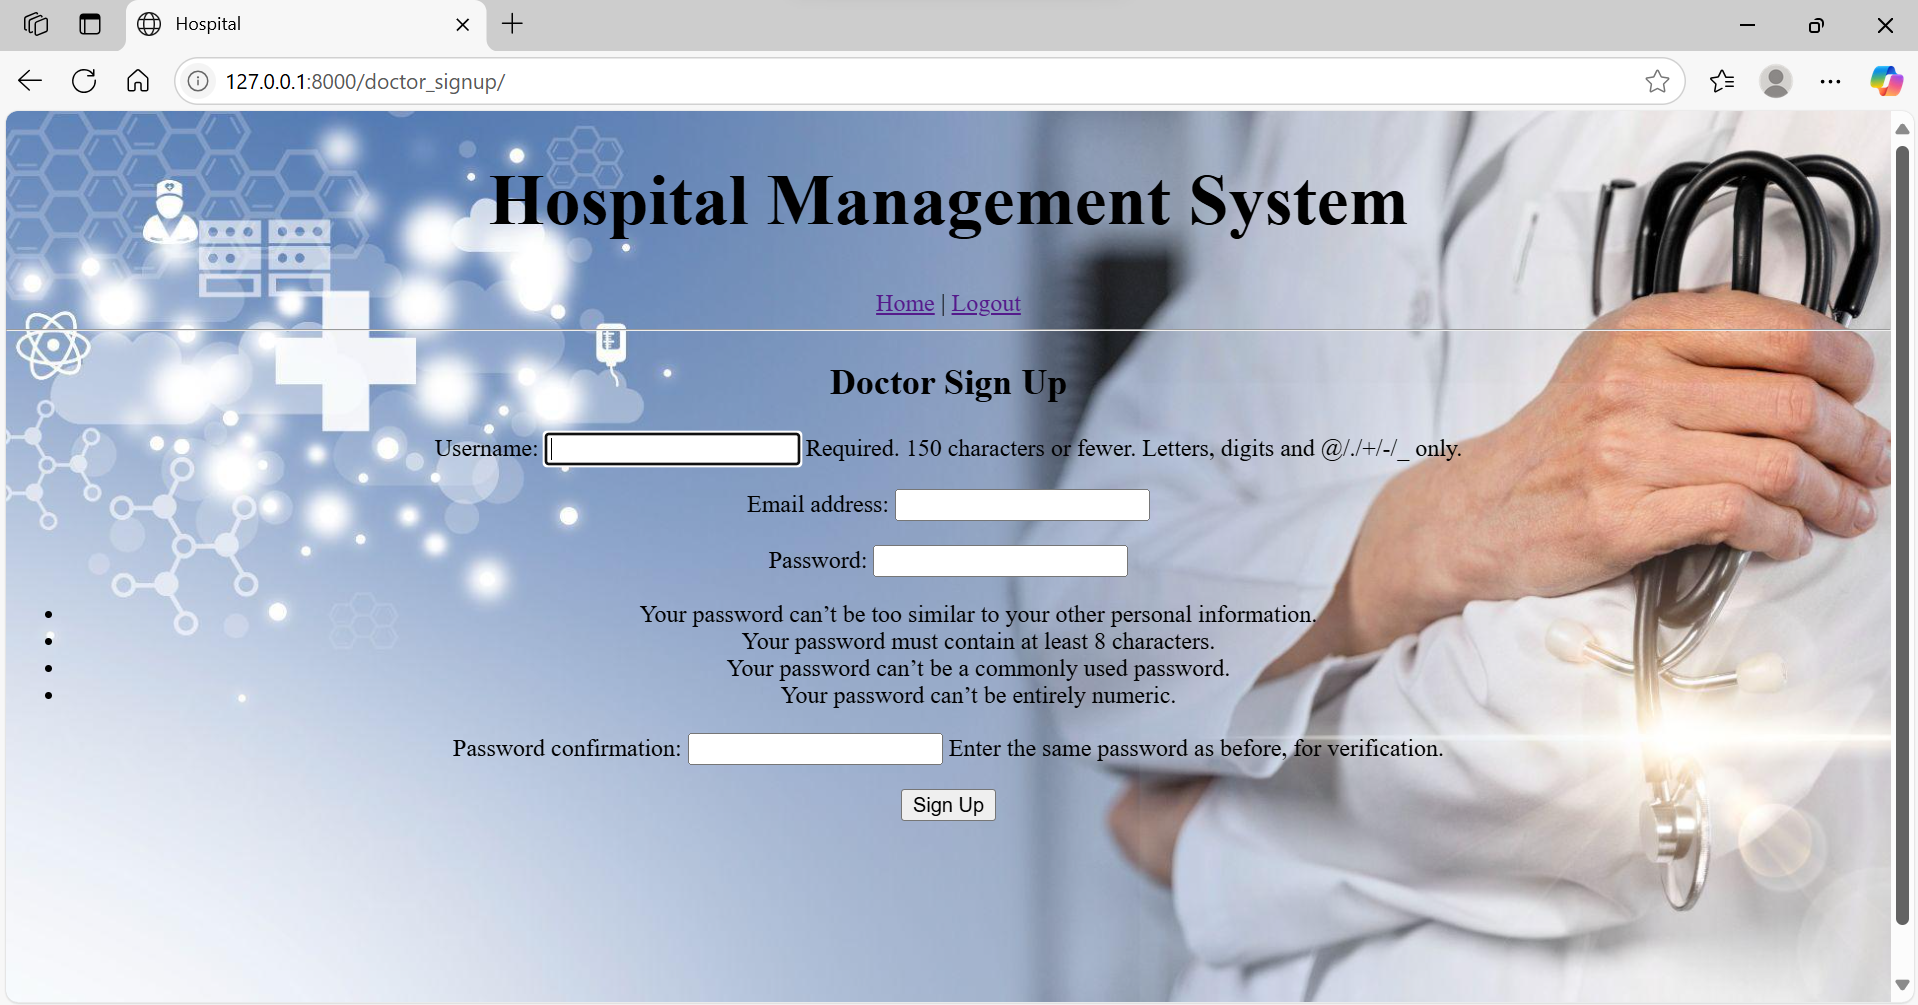 Hospital
127.0.0.1:8000/doctor_signup/
Hospital Management System
Home | Logout
Doctor Sign Up
Username: Required. 150 characters or fewer. Letters, digits and @/./+/-/_ only.
Email address:
Password:
• Your password can’t be too similar to your other personal information.
• Your password must contain at least 8 characters.
• Your password can’t be a commonly used password.
• Your password can’t be entirely numeric.
Password confirmation: Enter the same password as before, for verification.
Sign Up